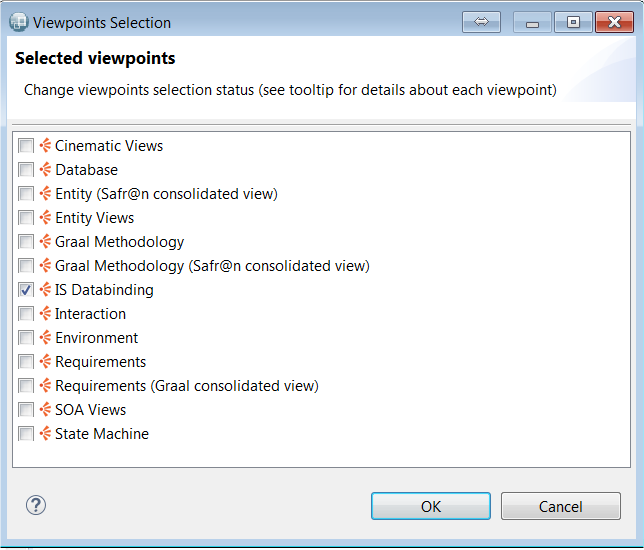 Viewpoints Selection
Selected viewpoints
Change viewpoints selection status (see tooltip for details about each viewpoint)
Cinematic Views
Database
Entity (Safr@n consolidated view)
Entity Views
Graal Methodology
Graal Methodology (Safr@n consolidated view)
IS Databinding
Interaction
Environment
Requirements
Requirements (Graal consolidated view)
SOA Views
State Machine
?
OK
Cancel